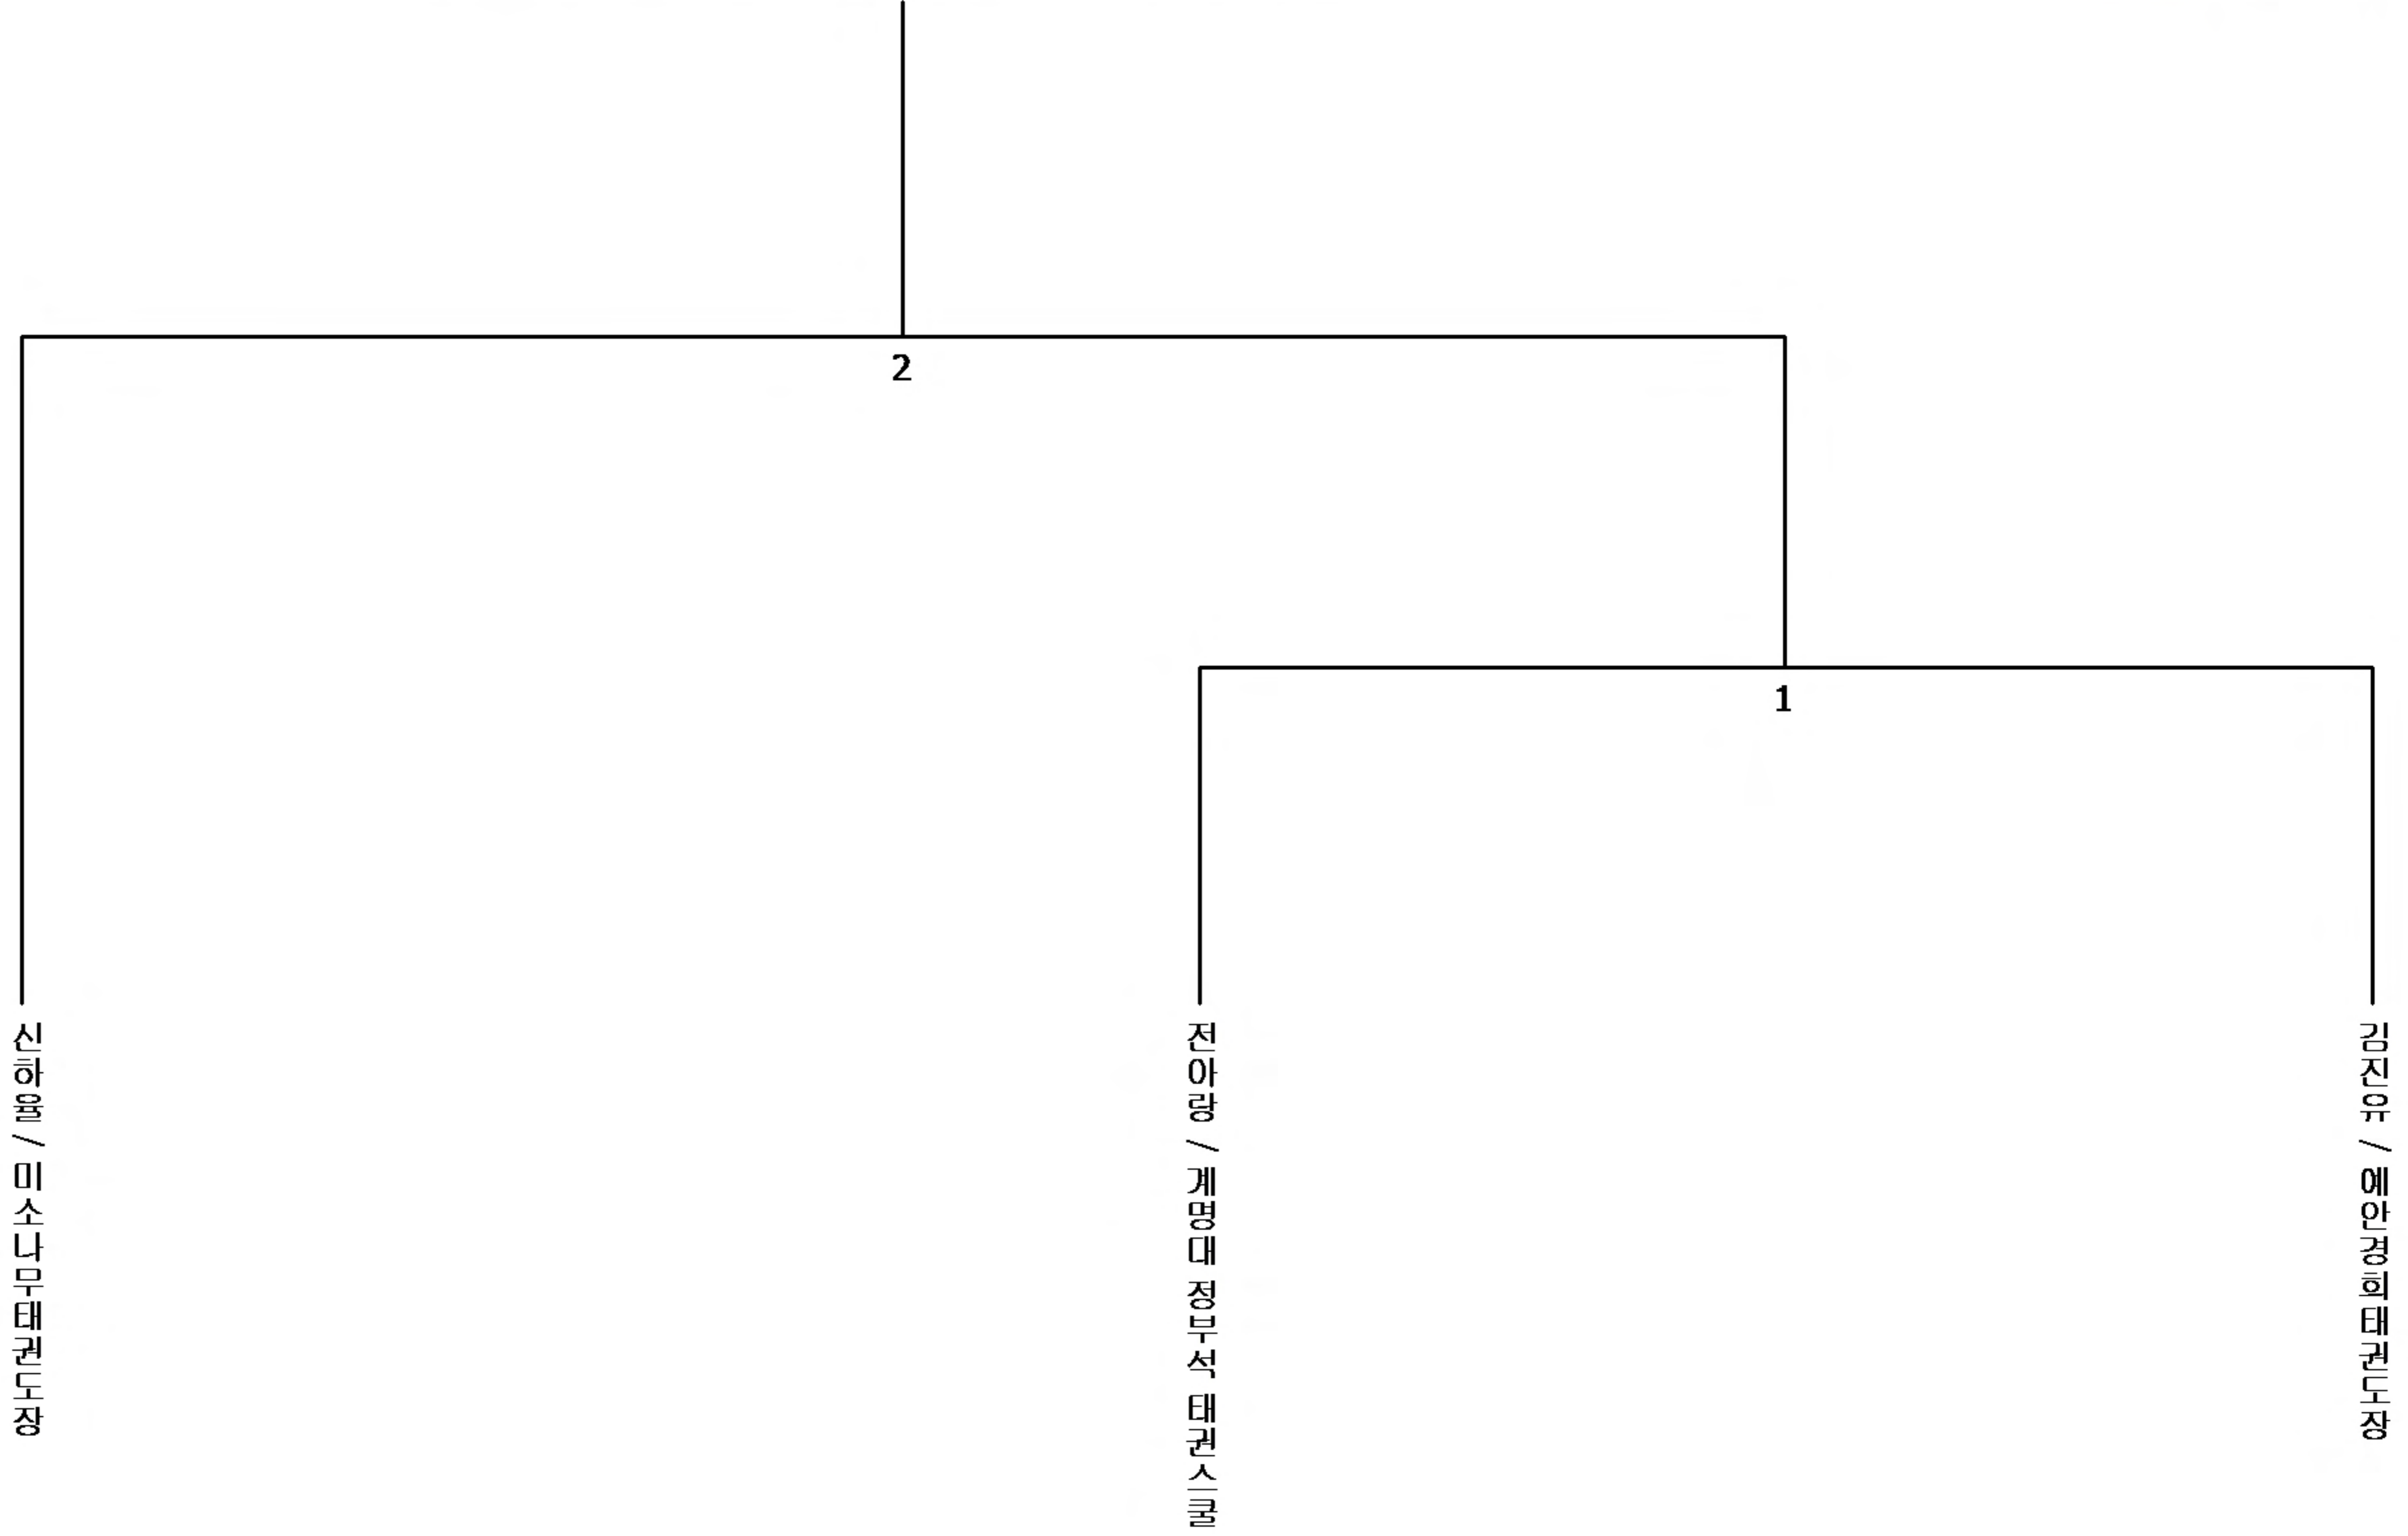 2
1
신하율 / 미소나무태권도장
전아랑 / 계명대 정부석 태권스쿨
김진유 / 예안경희태권도장